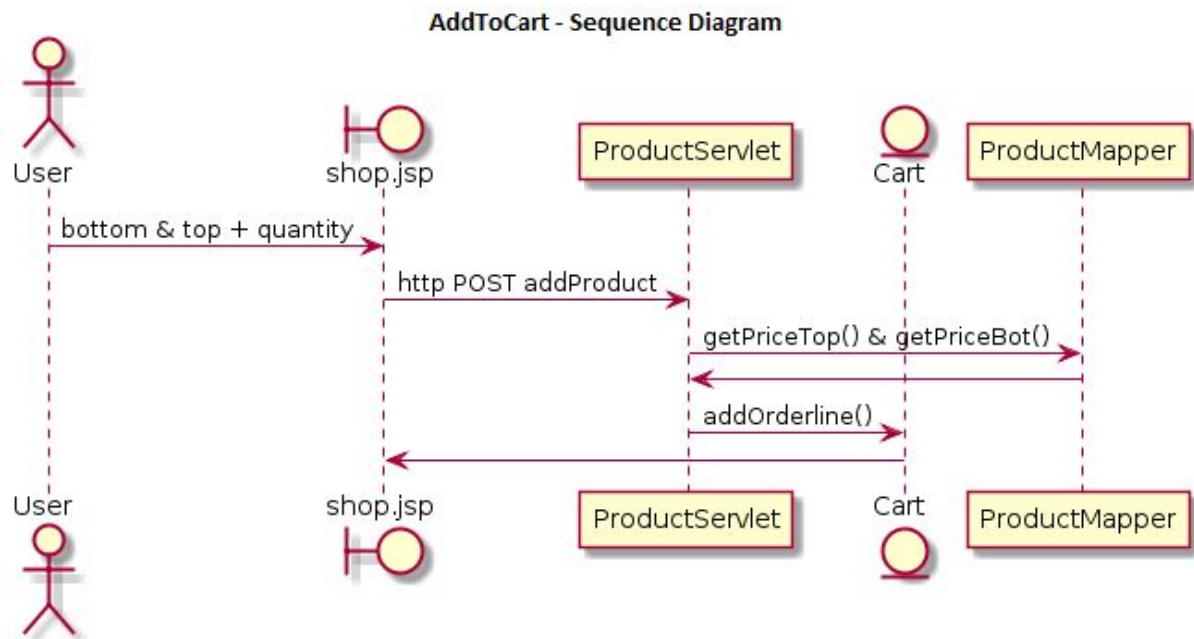 AddToCart - Sequence Diagram
User
shop.jsp
ProductServlet
Cart
ProductMapper
bottom & top + quantity
http POST addProduct
getPriceTop() & getPriceBot()
addOrderline()
User
shop.jsp
ProductServlet
Cart
ProductMapper